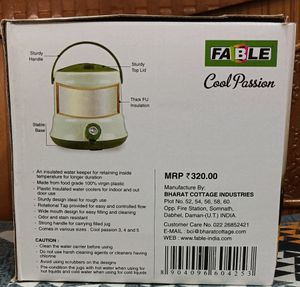 Sturdy
Handle
Sturdy
Top Lid
Thick PU
Insulation
Stable
Base
FABLE
Cool Passion
- An insulated water keeper for retaining inside
temperature for longer duration
- Made from food grade 100% virgin plastic
- Plastic Insulated water coolers for indoor and out
door use
- Sturdy design ideal for rough use
- Rotational Tap provided for easy and controlled flow
- Wide mouth design for easy filling and cleaning
- Odor and stain resistant
- Strong handle for carrying filled jug
- Comes in various sizes. Cool passion 3, 4 and 5
CAUTION :
- Clean the water carrier before using
- Do not use harsh cleaning agents or cleaners having
chlorine
- Avoid using scrubbers on the designs
- Pre-condition the jugs with hot water when using for
hot water and cold water when using for cold liquids
MRP ₹320.00
Manufacture By:
BHARAT COTTAGE INDUSTRIES
Plot No. 52, 54, 56, 58, 60.
Opp. Fire Station, Somnath,
Dabhel, Daman-(U.T.) INDIA.
Customer Care No. 022 26852421
E-MAIL : bci@bharatcottage.com
WEB : www.fable-india.com
8 904096 604253